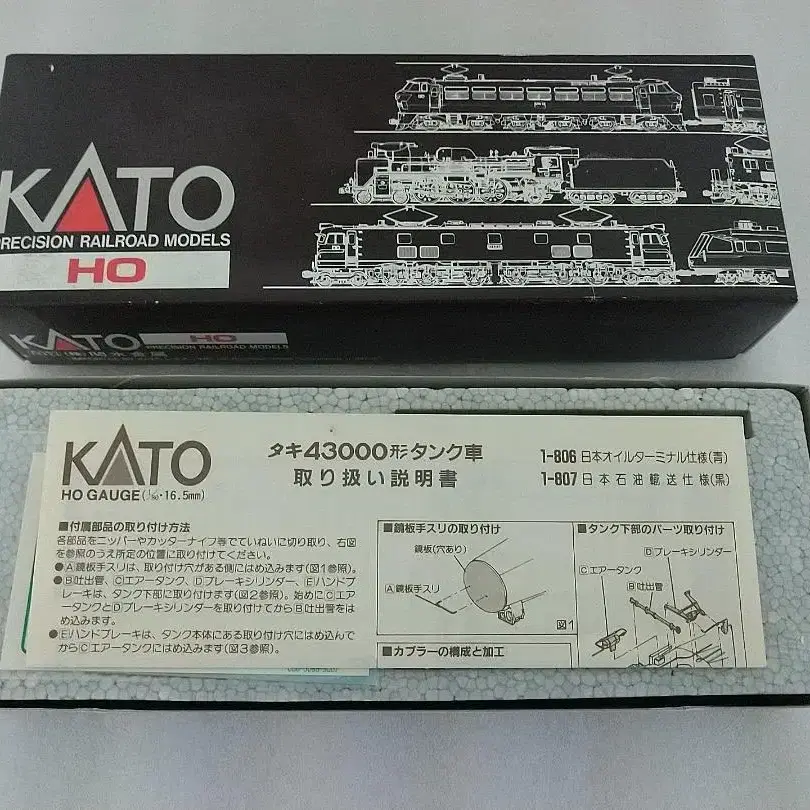 KATO
PRECISION RAILROAD MODELS
HO
KATO
HO
PRECISION RAILROAD MODELS
KATO
HO GAUGE(1/80・16.5mm)
タキ43000形タンク車
取り扱い説明書
1-806 日本オイルターミナル仕様(青)
1-807 日本石油輸送仕様(黒)
■付属部品の取り付け方法
各部品をニッパーやカッターナイフ等でていねいに切り取り、右図
を参照のうえ所定の位置に取り付けてください。
●Ⓐ鏡板手スリは、取り付け穴がある側にはめ込みます(図1参照)。
●Ⓑ吐出管、Ⓒエアータンク、Ⓓブレーキシリンダー、Ⓔハンドブ
レーキは、タンク下部に取り付けます(図2参照)。始めにⒸエア
ータンクとⒹブレーキシリンダーを取り付けてからⒷ吐出管をは
め込みます。
●Ⓔハンドブレーキは、タンク本体にある取り付け穴にはめ込んで
からⒸエアータンクにはめ込みます(図3参照)。
■鏡板手スリの取り付け
鏡板(穴あり)
Ⓐ鏡板手スリ
図1
■カプラーの構成と加工
■タンク下部のパーツ取り付け
Ⓓブレーキシリンダー
Ⓒエアータンク
Ⓑ吐出管